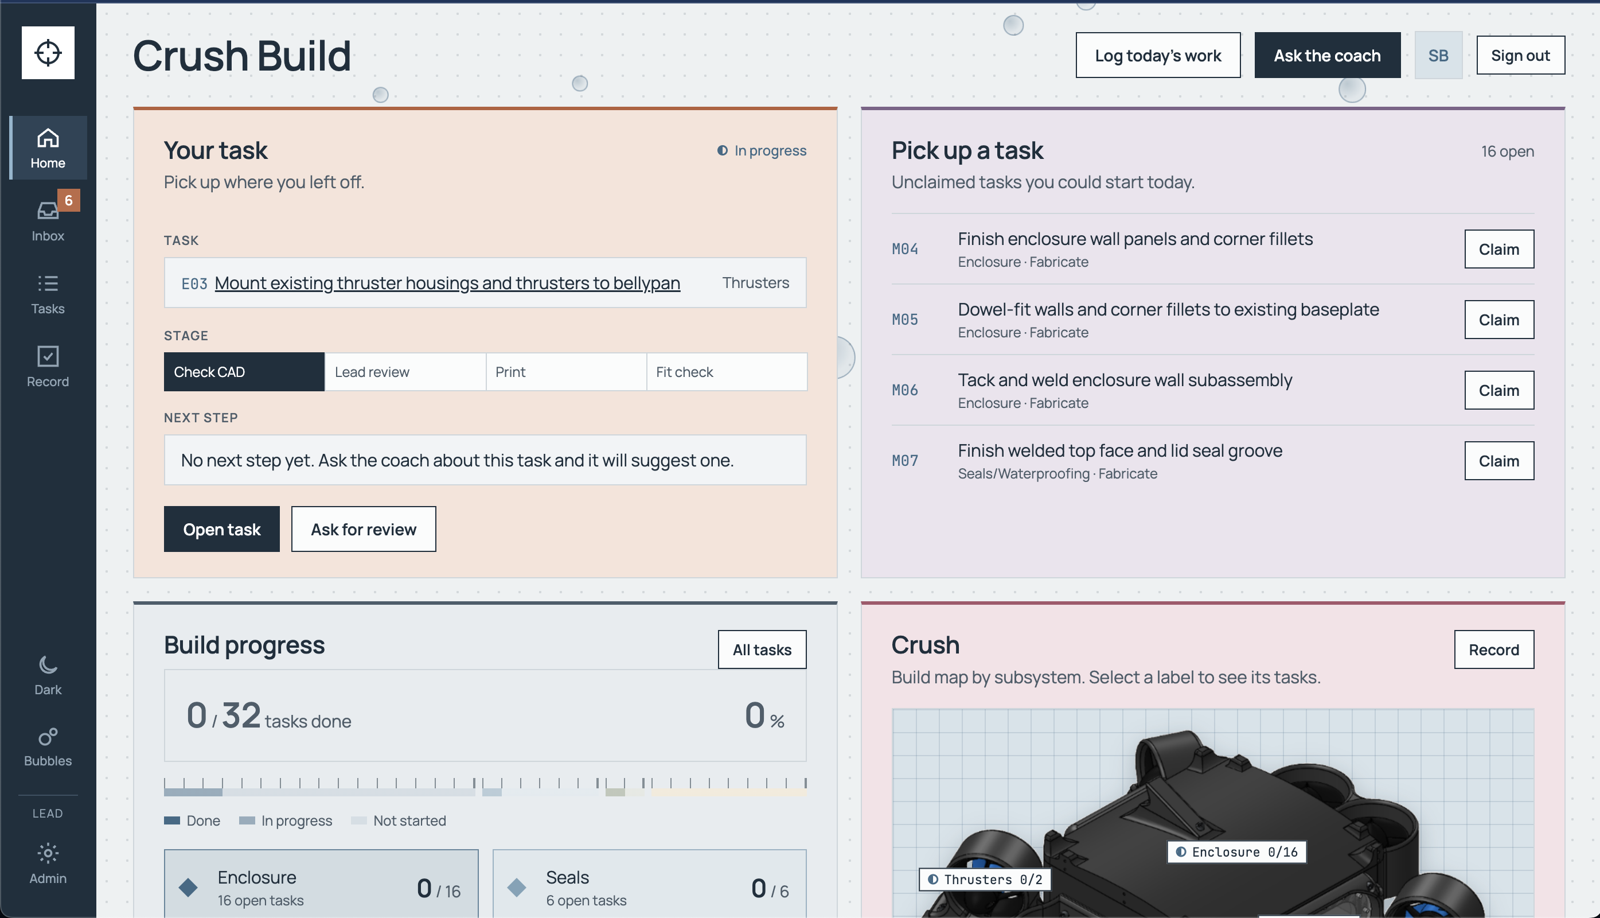 Crush Build
Log today's work
Ask the coach
SB
Sign out
Home
6
Inbox
Tasks
Record
Dark
Bubbles
LEAD
Admin
Your task
In progress
Pick up where you left off.
TASK
E03 Mount existing thruster housings and thrusters to bellypan Thrusters
STAGE
Check CAD Lead review Print Fit check
NEXT STEP
No next step yet. Ask the coach about this task and it will suggest one.
Open task Ask for review
Pick up a task
16 open
Unclaimed tasks you could start today.
M04 Finish enclosure wall panels and corner fillets Claim
Enclosure · Fabricate
M05 Dowel-fit walls and corner fillets to existing baseplate Claim
Enclosure · Fabricate
M06 Tack and weld enclosure wall subassembly Claim
Enclosure · Fabricate
M07 Finish welded top face and lid seal groove Claim
Seals/Waterproofing · Fabricate
Build progress
All tasks
0 / 32 tasks done 0 %
Done In progress Not started
Enclosure 0 / 16
16 open tasks
Seals 0 / 6
6 open tasks
Crush
Record
Build map by subsystem. Select a label to see its tasks.
Enclosure 0/16
Thrusters 0/2